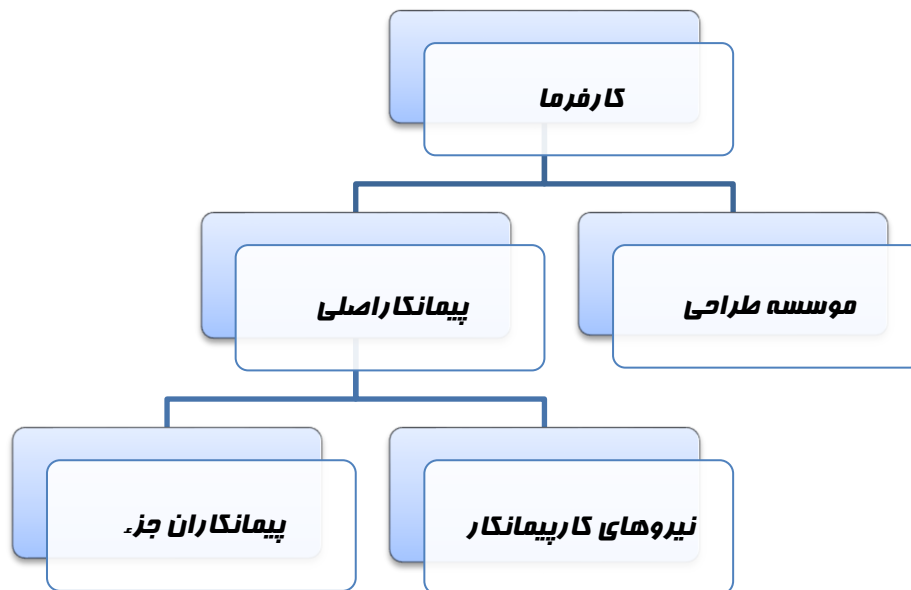 کارفرما
موسسه طراحی
پیمانکاراصلی
نیروهای کارپیمانکار
پیمانکاران جزء